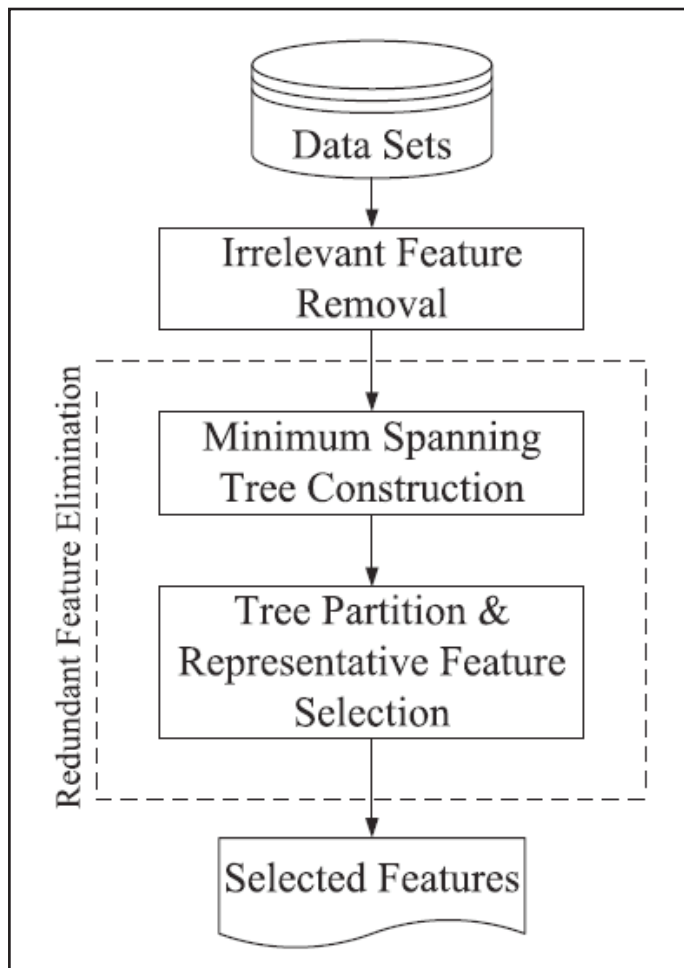 Data Sets
Irrelevant Feature
Removal
Redundant Feature Elimination
Minimum Spanning
Tree Construction
Tree Partition &
Representative Feature
Selection
Selected Features